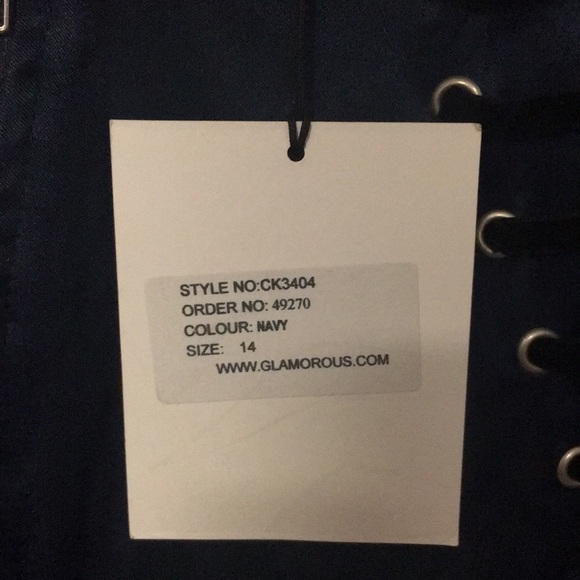 STYLE NO:CK3404
ORDER NO: 49270
COLOUR: NAVY
SIZE: 14
WWW.GLAMOROUS.COM